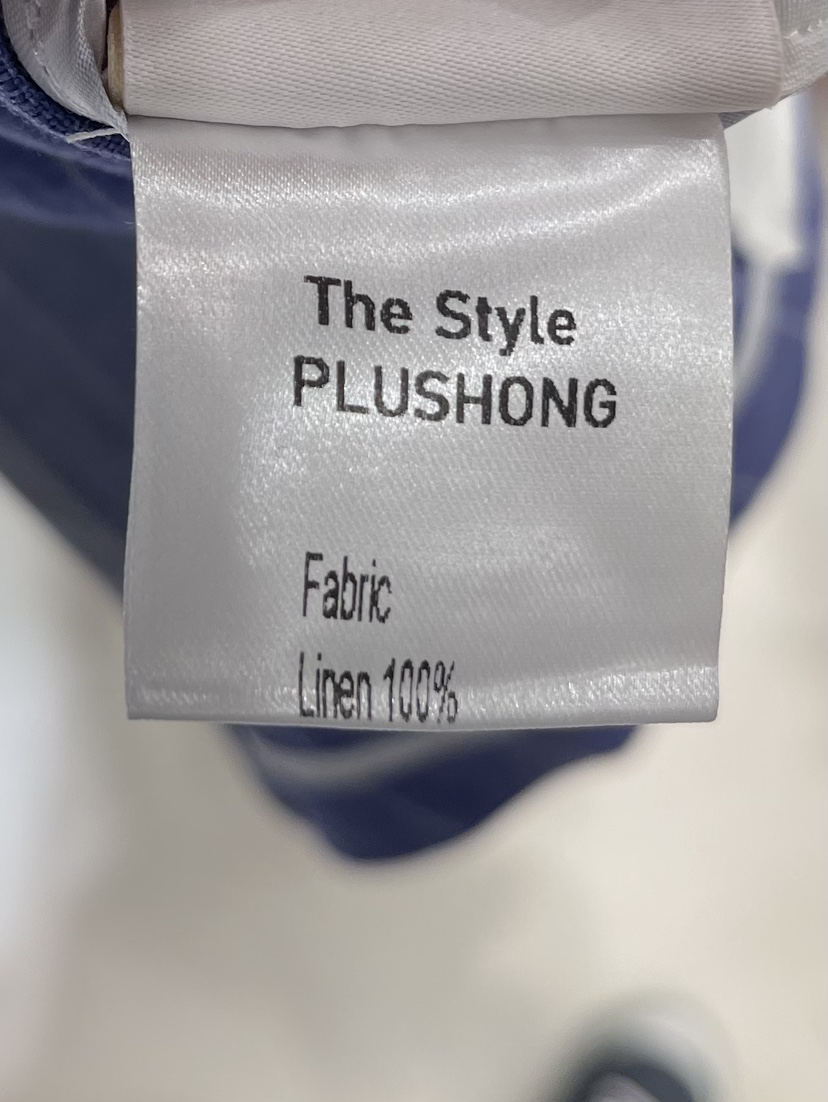 The Style
PLUSHONG
Fabric
Linen 100%